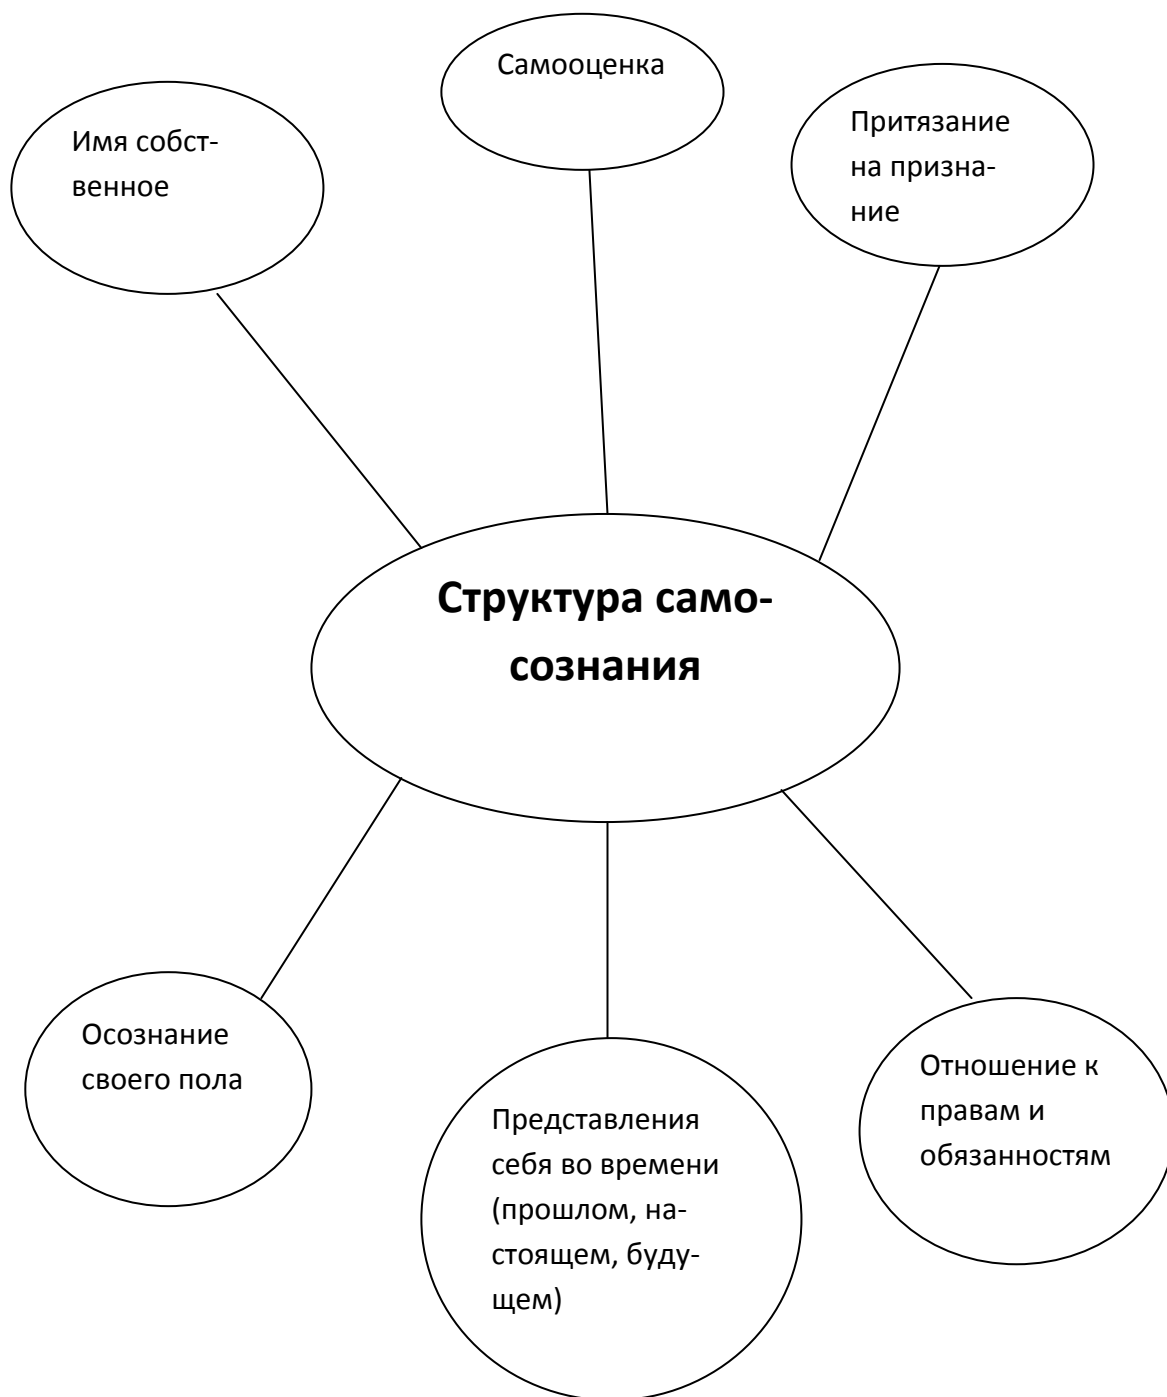 Самооценка
Имя собст-
венное
Притязание
на призна-
ние
Структура само-
сознания
Осознание
своего пола
Представления
себя во времени
(прошлом, на-
стоящем, буду-
щем)
Отношение к
правам и
обязанностям